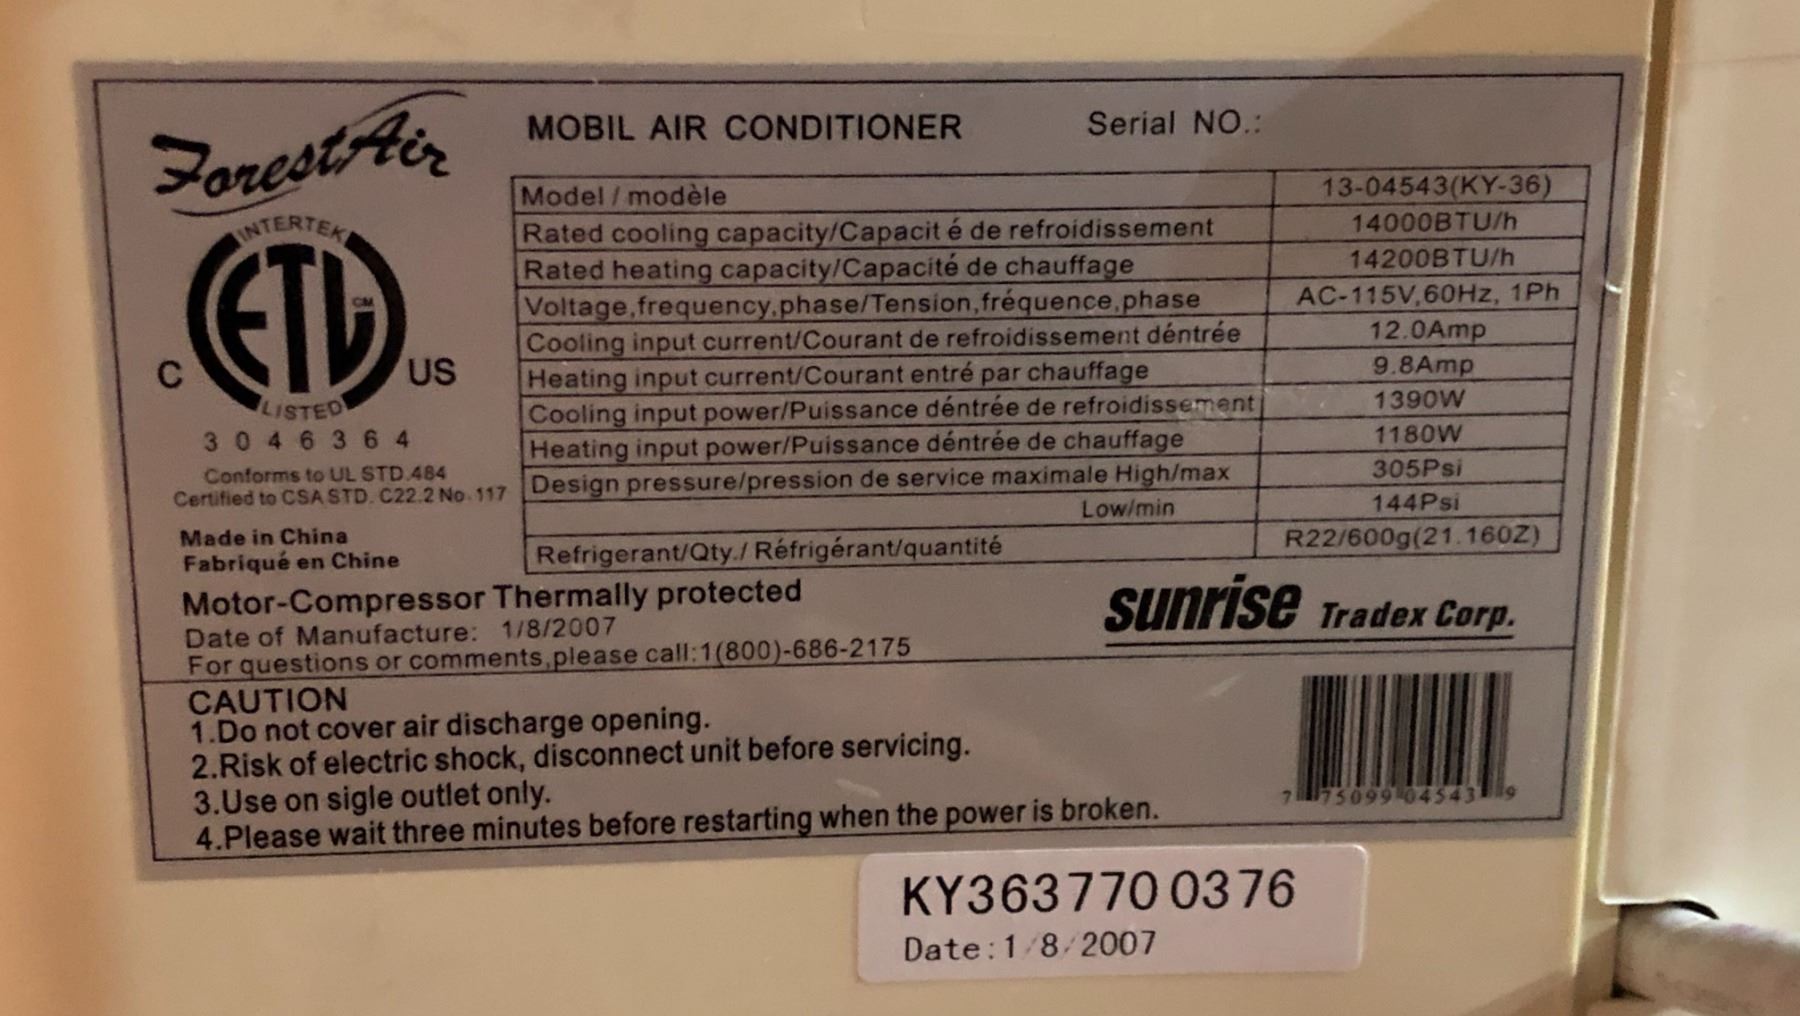 ForestAir
MOBIL AIR CONDITIONER
Serial NO.:
INTERTEK
ETL CM
C US
LISTED
3046364
Conforms to UL STD.484
Certified to CSA STD. C22.2 No.117
Made in China
Fabriqué en Chine
Model / modèle 13-04543(KY-36)
Rated cooling capacity/Capacit é de refroidissement 14000BTU/h
Rated heating capacity/Capacité de chauffage 14200BTU/h
Voltage,frequency,phase/Tension,fréquence,phase AC-115V,60Hz, 1Ph
Cooling input current/Courant de refroidissement déntrée 12.0Amp
Heating input current/Courant entré par chauffage 9.8Amp
Cooling input power/Puissance déntrée de refroidissement 1390W
Heating input power/Puissance déntrée de chauffage 1180W
Design pressure/pression de service maximale High/max 305Psi
Low/min 144Psi
Refrigerant/Qty./ Réfrigérant/quantité R22/600g(21.16OZ)
Motor-Compressor Thermally protected
Date of Manufacture: 1/8/2007
For questions or comments,please call:1(800)-686-2175
sunrise Tradex Corp.
CAUTION
1.Do not cover air discharge opening.
2.Risk of electric shock, disconnect unit before servicing.
3.Use on sigle outlet only.
4.Please wait three minutes before restarting when the power is broken.
7 75099 04543 9
KY3637700376
Date:1/8/2007